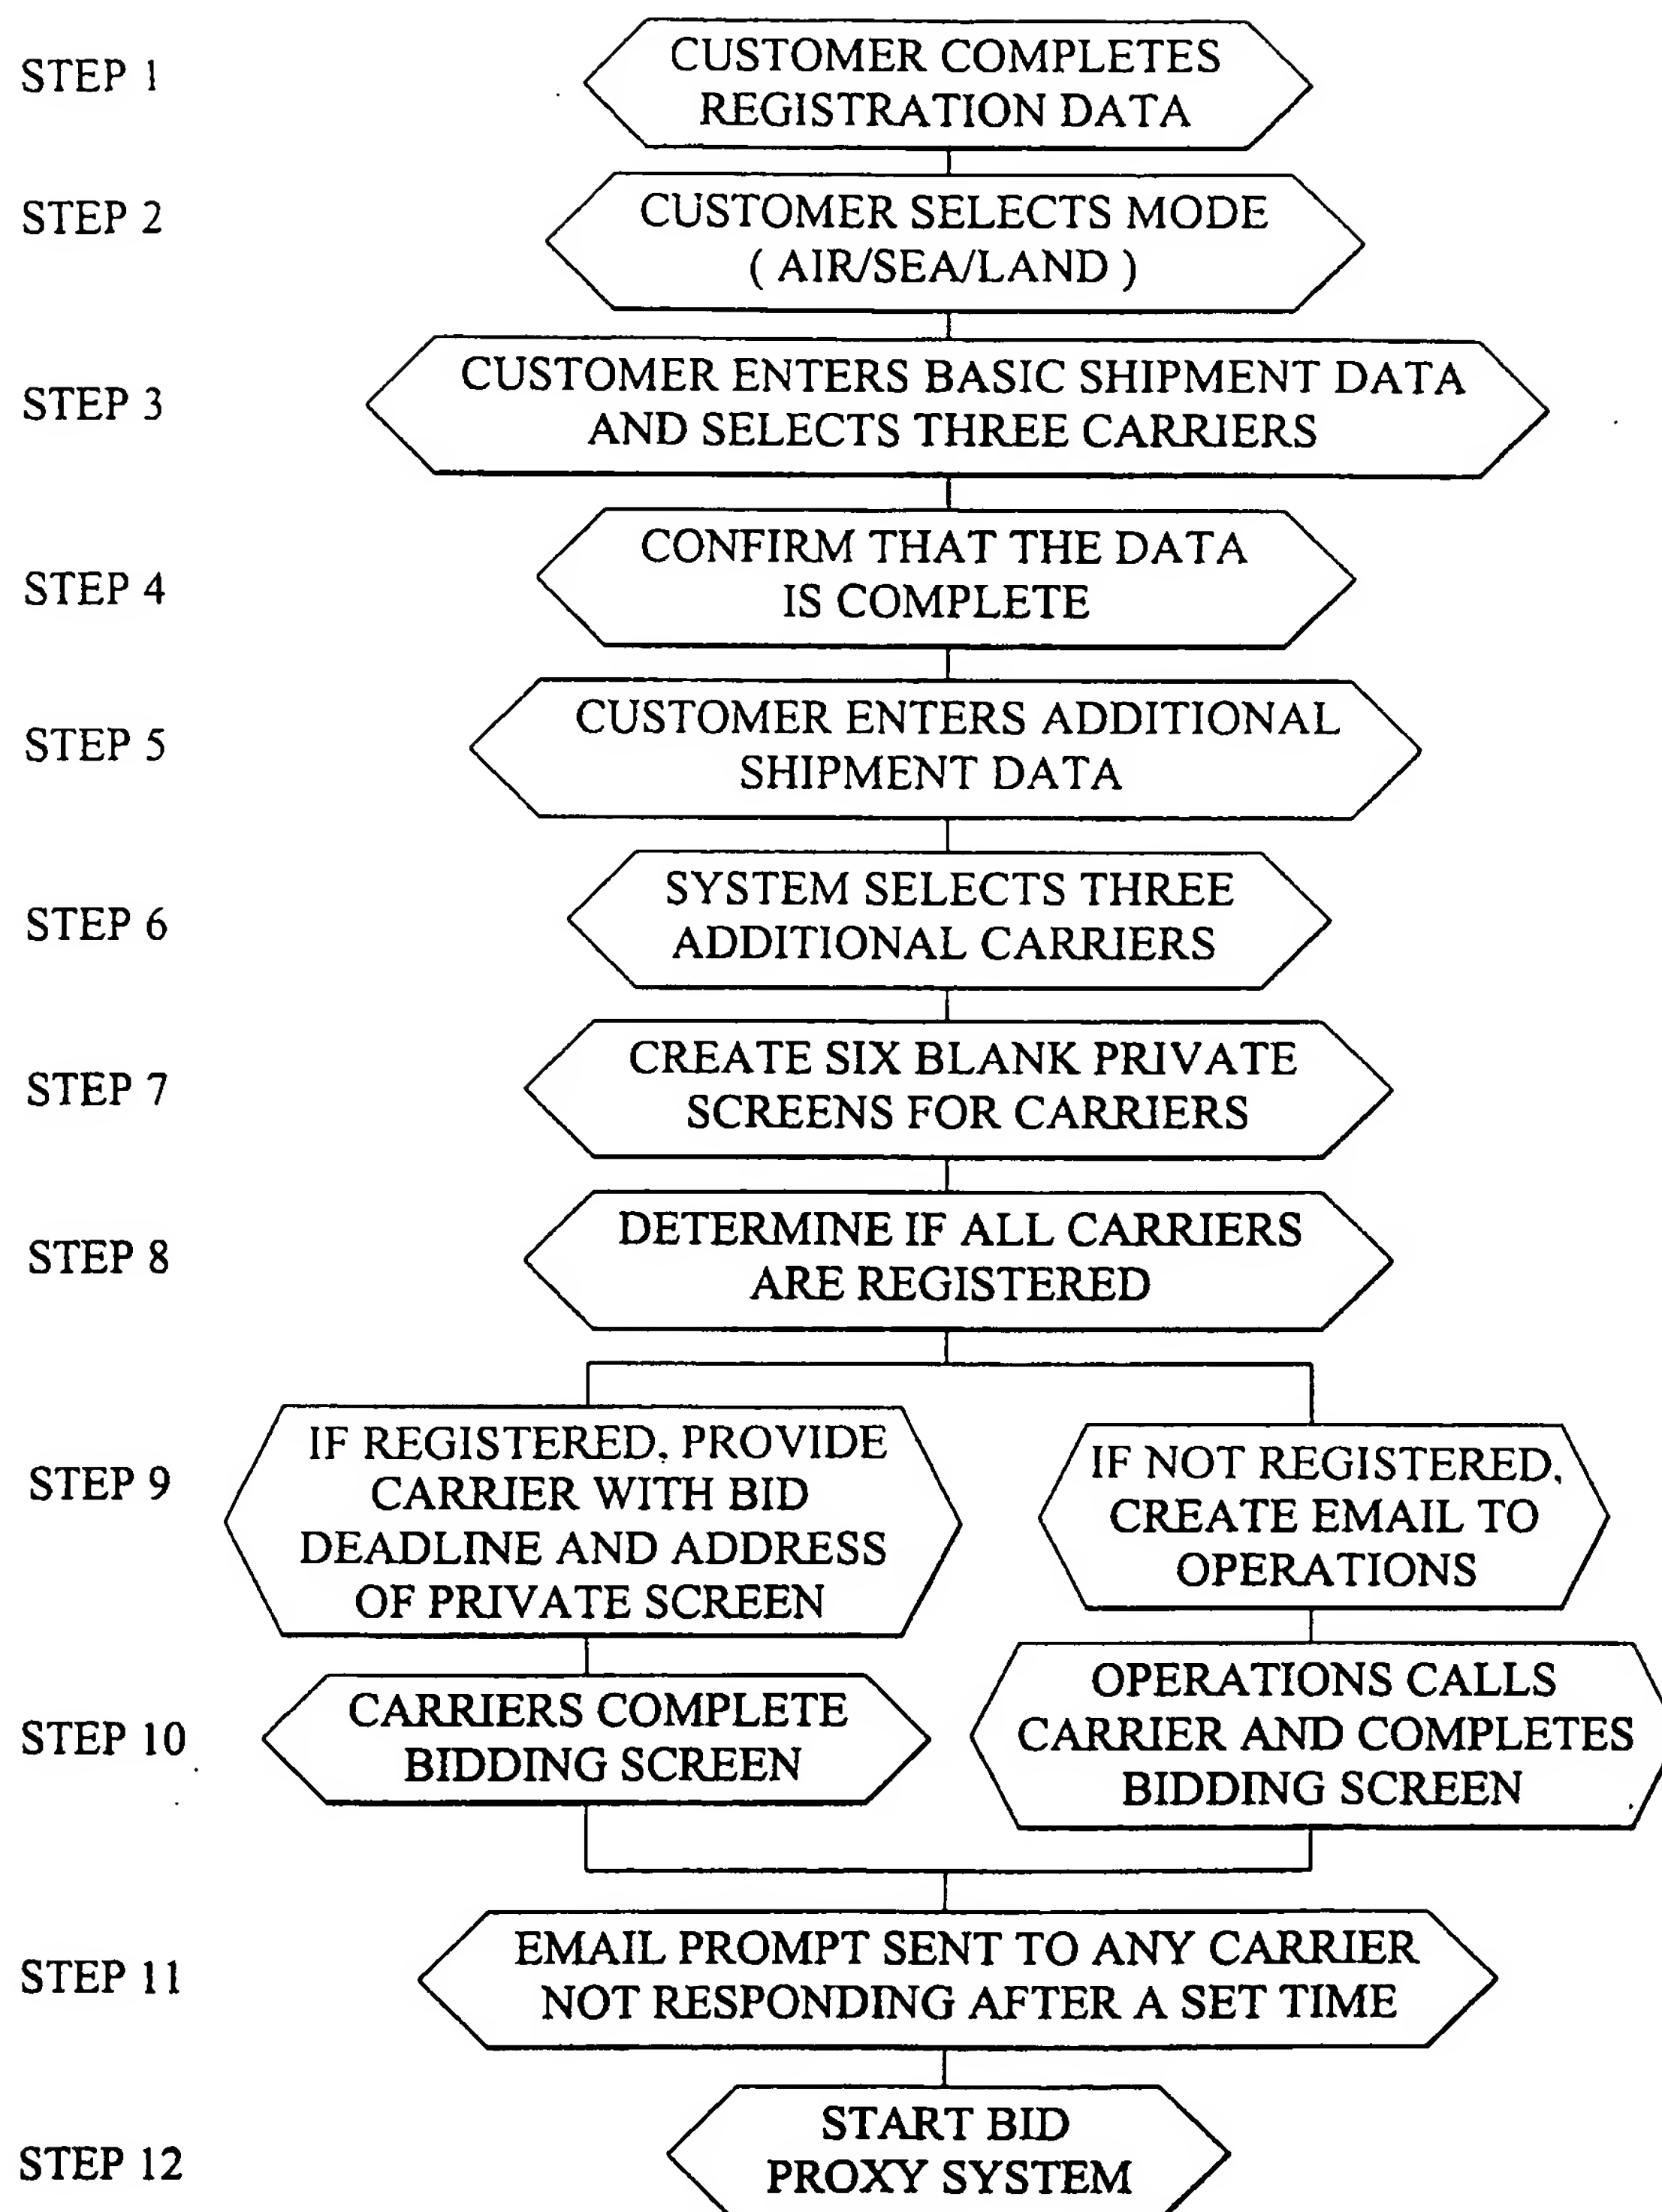 STEP 1
CUSTOMER COMPLETES
REGISTRATION DATA
STEP 2
CUSTOMER SELECTS MODE
( AIR/SEA/LAND )
STEP 3
CUSTOMER ENTERS BASIC SHIPMENT DATA
AND SELECTS THREE CARRIERS
STEP 4
CONFIRM THAT THE DATA
IS COMPLETE
STEP 5
CUSTOMER ENTERS ADDITIONAL
SHIPMENT DATA
STEP 6
SYSTEM SELECTS THREE
ADDITIONAL CARRIERS
STEP 7
CREATE SIX BLANK PRIVATE
SCREENS FOR CARRIERS
STEP 8
DETERMINE IF ALL CARRIERS
ARE REGISTERED
STEP 9
IF REGISTERED, PROVIDE
CARRIER WITH BID
DEADLINE AND ADDRESS
OF PRIVATE SCREEN
IF NOT REGISTERED,
CREATE EMAIL TO
OPERATIONS
STEP 10
CARRIERS COMPLETE
BIDDING SCREEN
OPERATIONS CALLS
CARRIER AND COMPLETES
BIDDING SCREEN
STEP 11
EMAIL PROMPT SENT TO ANY CARRIER
NOT RESPONDING AFTER A SET TIME
STEP 12
START BID
PROXY SYSTEM